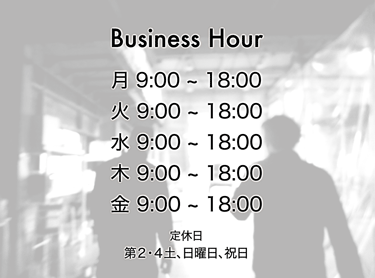 Business Hour
月 9:00 ~ 18:00
火 9:00 ~ 18:00
水 9:00 ~ 18:00
木 9:00 ~ 18:00
金 9:00 ~ 18:00
定休日
第2・4土、日曜日、祝日